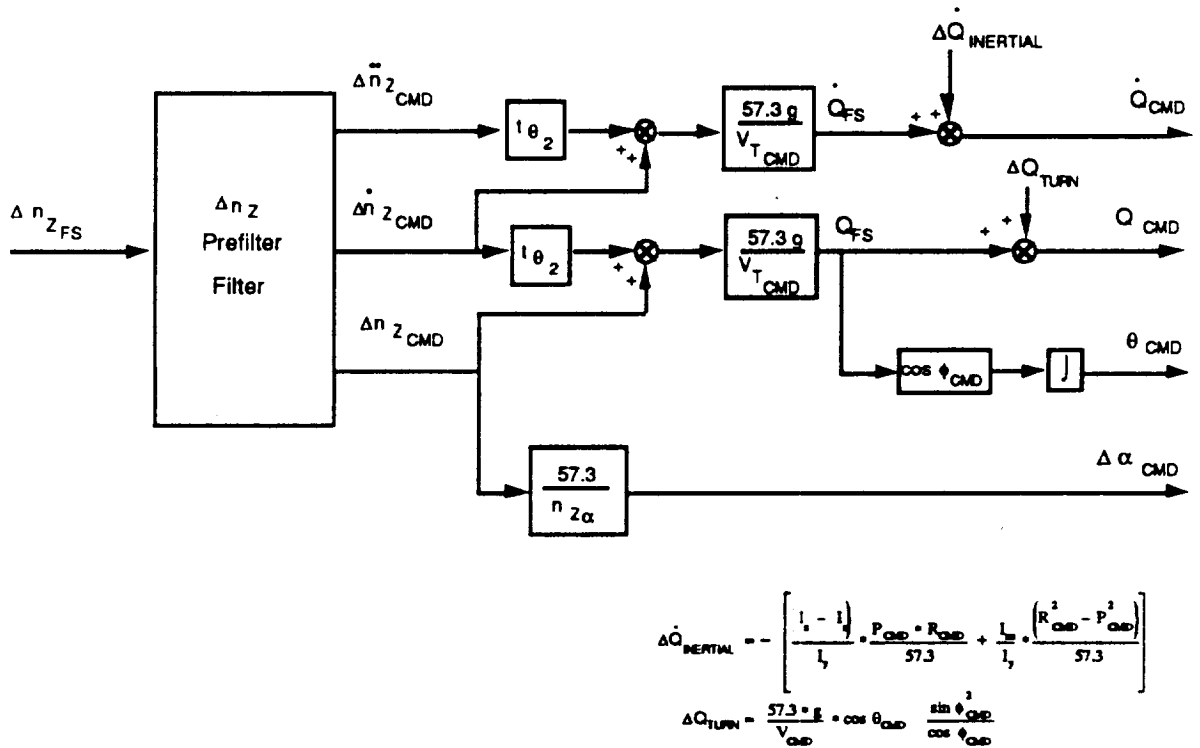 ΔQ̇ INERTIAL
Δn̈ Z CMD
t θ 2
57.3 g / V T CMD
Q̇ FS
Q̇ CMD
+ +
+ +
ΔQ TURN
Δ n Z FS
Δ n Z
Prefilter
Filter
Δṅ Z CMD
t θ 2
57.3 g / V T CMD
Q FS
Q CMD
+ +
+ +
Δn Z CMD
cos ϕ CMD
∫
θ CMD
57.3 / n Z α
Δ α CMD
ΔQ̇ INERTIAL = - [ ) / I y • P CMD • R CMD / 57.3 + / I y • (R² CMD - P² CMD) / 57.3 ]
ΔQ TURN = 57.3 • g / V CMD • cos θ CMD sin ϕ² CMD / cos ϕ CMD